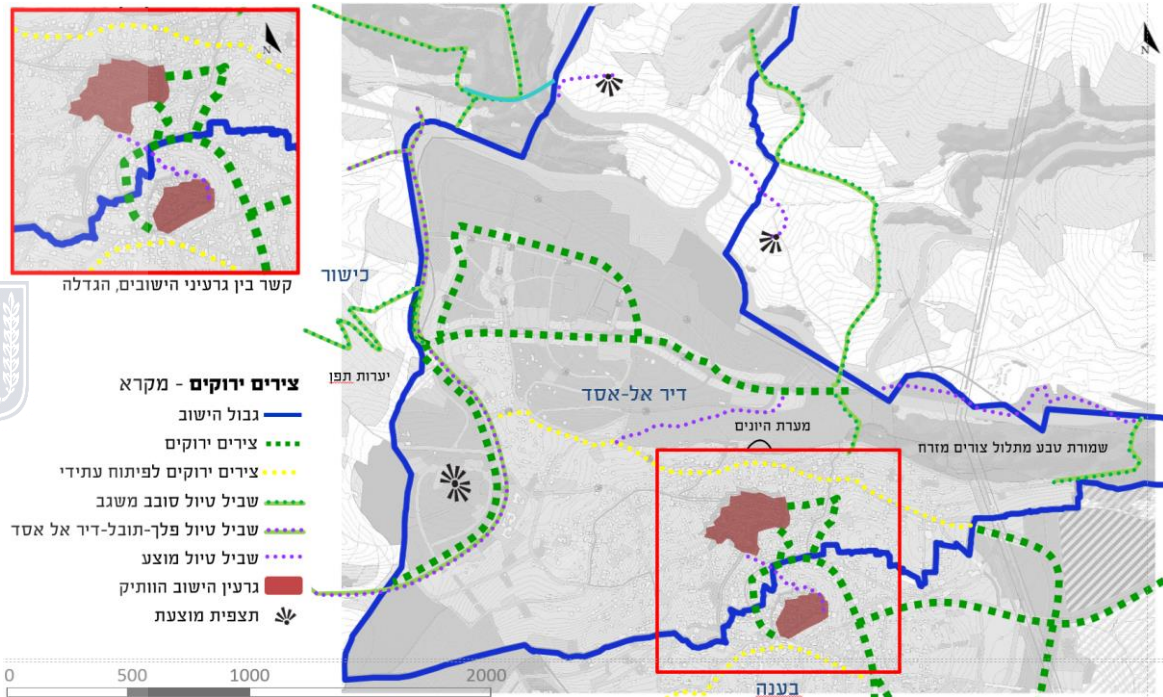 N
N
קשר בין גרעיני הישובים, הגדלה
כישור
יערות תפן
דיר אל-אסד
מערת היונים
שמורת טבע מתלול צורים מזרח
בענה
צירים ירוקים - מקרא
גבול הישוב
צירים ירוקים
צירים ירוקים לפיתוח עתידי
שביל טיול סובב משגב
שביל טיול פלך-תובל-דיר אל אסד
שביל טיול מוצע
גרעין הישוב הוותיק
תצפית מוצעת
0 500 1000 2000